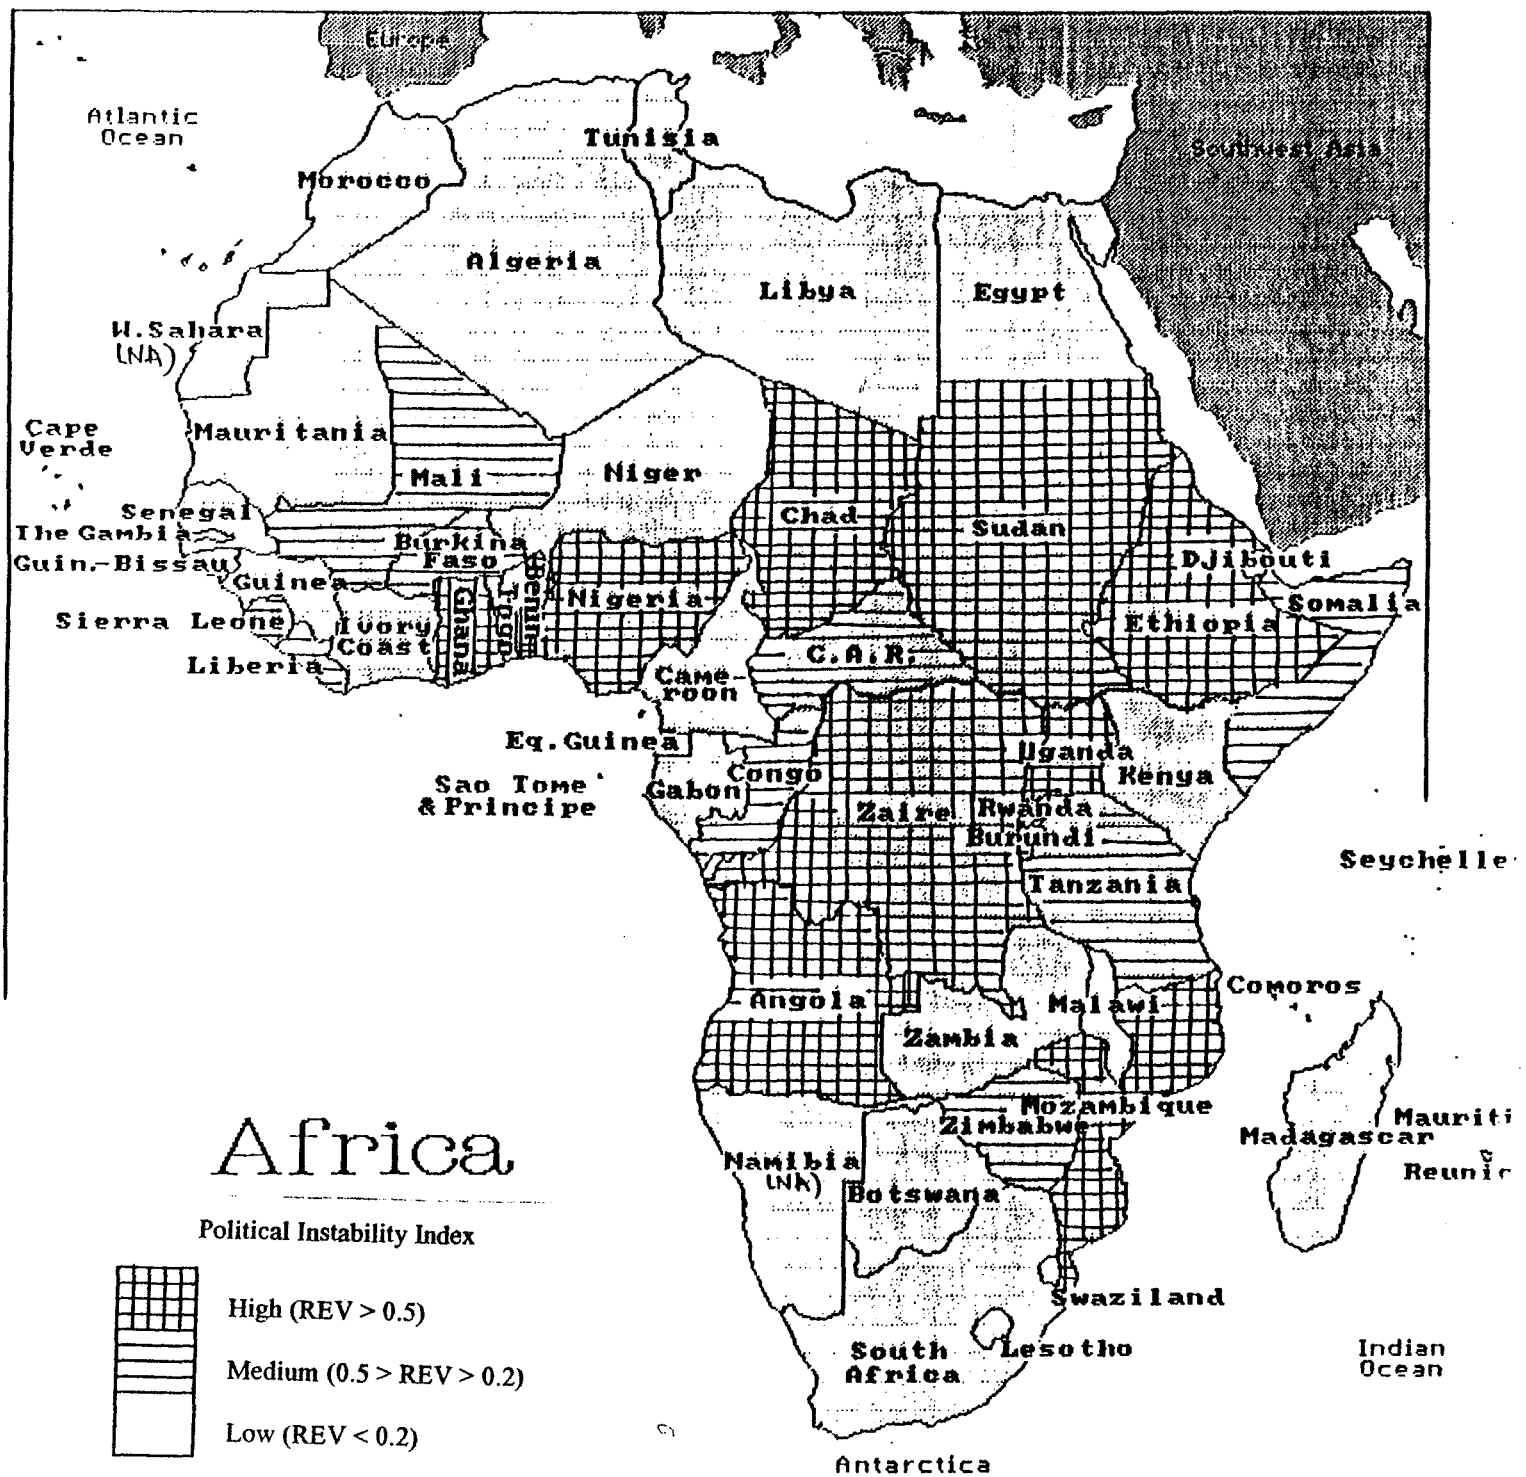 Europe
Atlantic
Ocean
Tunisia
Southwest Asia
Morocco
Algeria
Libya
Egypt
W.Sahara
(NA)
Cape
Verde
Mauritania
Mali
Niger
Senegal
Chad
Sudan
The Gambia
Burkina
Faso
Guin.-Bissau
Djibouti
Guinea
Benin
Togo
Ghana
Nigeria
Somalia
Sierra Leone
Ivory
Coast
Ethiopia
Liberia
C.A.R.
Came-
roon
Eq.Guinea
Uganda
Congo
Kenya
Sao Tome
& Principe
Gabon
Zaire
Rwanda
Burundi
Seychelle
Tanzania
Comoros
Angola
Malawi
Zambia
Mozambique
Zimbabwe
Mauriti
Madagascar
Africa
Namibia
(NA)
Reunir
Botswana
Political Instability Index
High (REV > 0.5)
Swaziland
Lesotho
South
Africa
Indian
Ocean
Medium (0.5 > REV > 0.2)
Low (REV < 0.2)
Antarctica